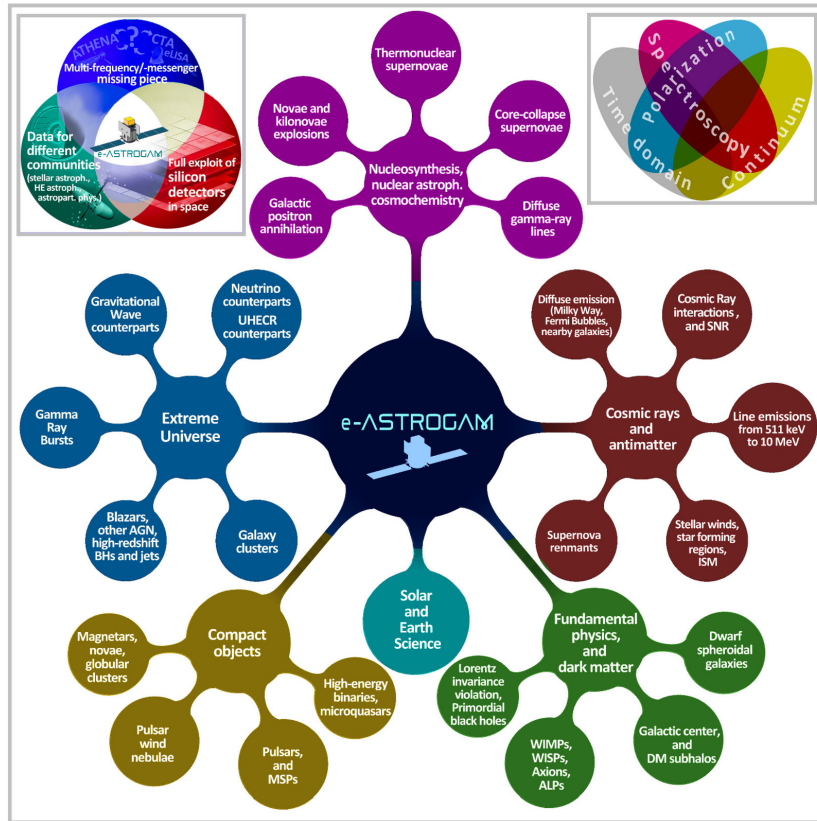 ATHENA
CTA
eLISA
Multi-frequency/-messenger
missing piece
Data for
different
communities
(stellar astroph.,
HE astroph.,
astropart. phys.)
e-ASTROGAM
Full exploit of
silicon
detectors
in space
Time domain
Polarization
Spectroscopy
Continuum
Thermonuclear
supernovae
Novae and
kilonovae
explosions
Core-collapse
supernovae
Nucleosynthesis,
nuclear astroph.
cosmochemistry
Galactic
positron
annihilation
Diffuse
gamma-ray
lines
Gravitational
Wave
counterparts
Neutrino
counterparts
UHECR
counterparts
Gamma
Ray
Bursts
Extreme
Universe
Blazars,
other AGN,
high-redshift
BHs and jets
Galaxy
clusters
e-ASTROGAM
Diffuse emission
(Milky Way,
Fermi Bubbles,
nearby galaxies)
Cosmic Ray
interactions ,
and SNR
Cosmic rays
and
antimatter
Line emissions
from 511 keV
to 10 MeV
Supernova
renmants
Stellar winds,
star forming
regions,
ISM
Solar
and
Earth
Science
Compact
objects
Magnetars,
novae,
globular
clusters
High-energy
binaries,
microquasars
Pulsar
wind
nebulae
Pulsars,
and
MSPs
Fundamental
physics,
and
dark matter
Dwarf
spheroidal
galaxies
Lorentz
invariance
violation,
Primordial
black holes
WIMPs,
WISPs,
Axions,
ALPs
Galactic center,
and
DM subhalos